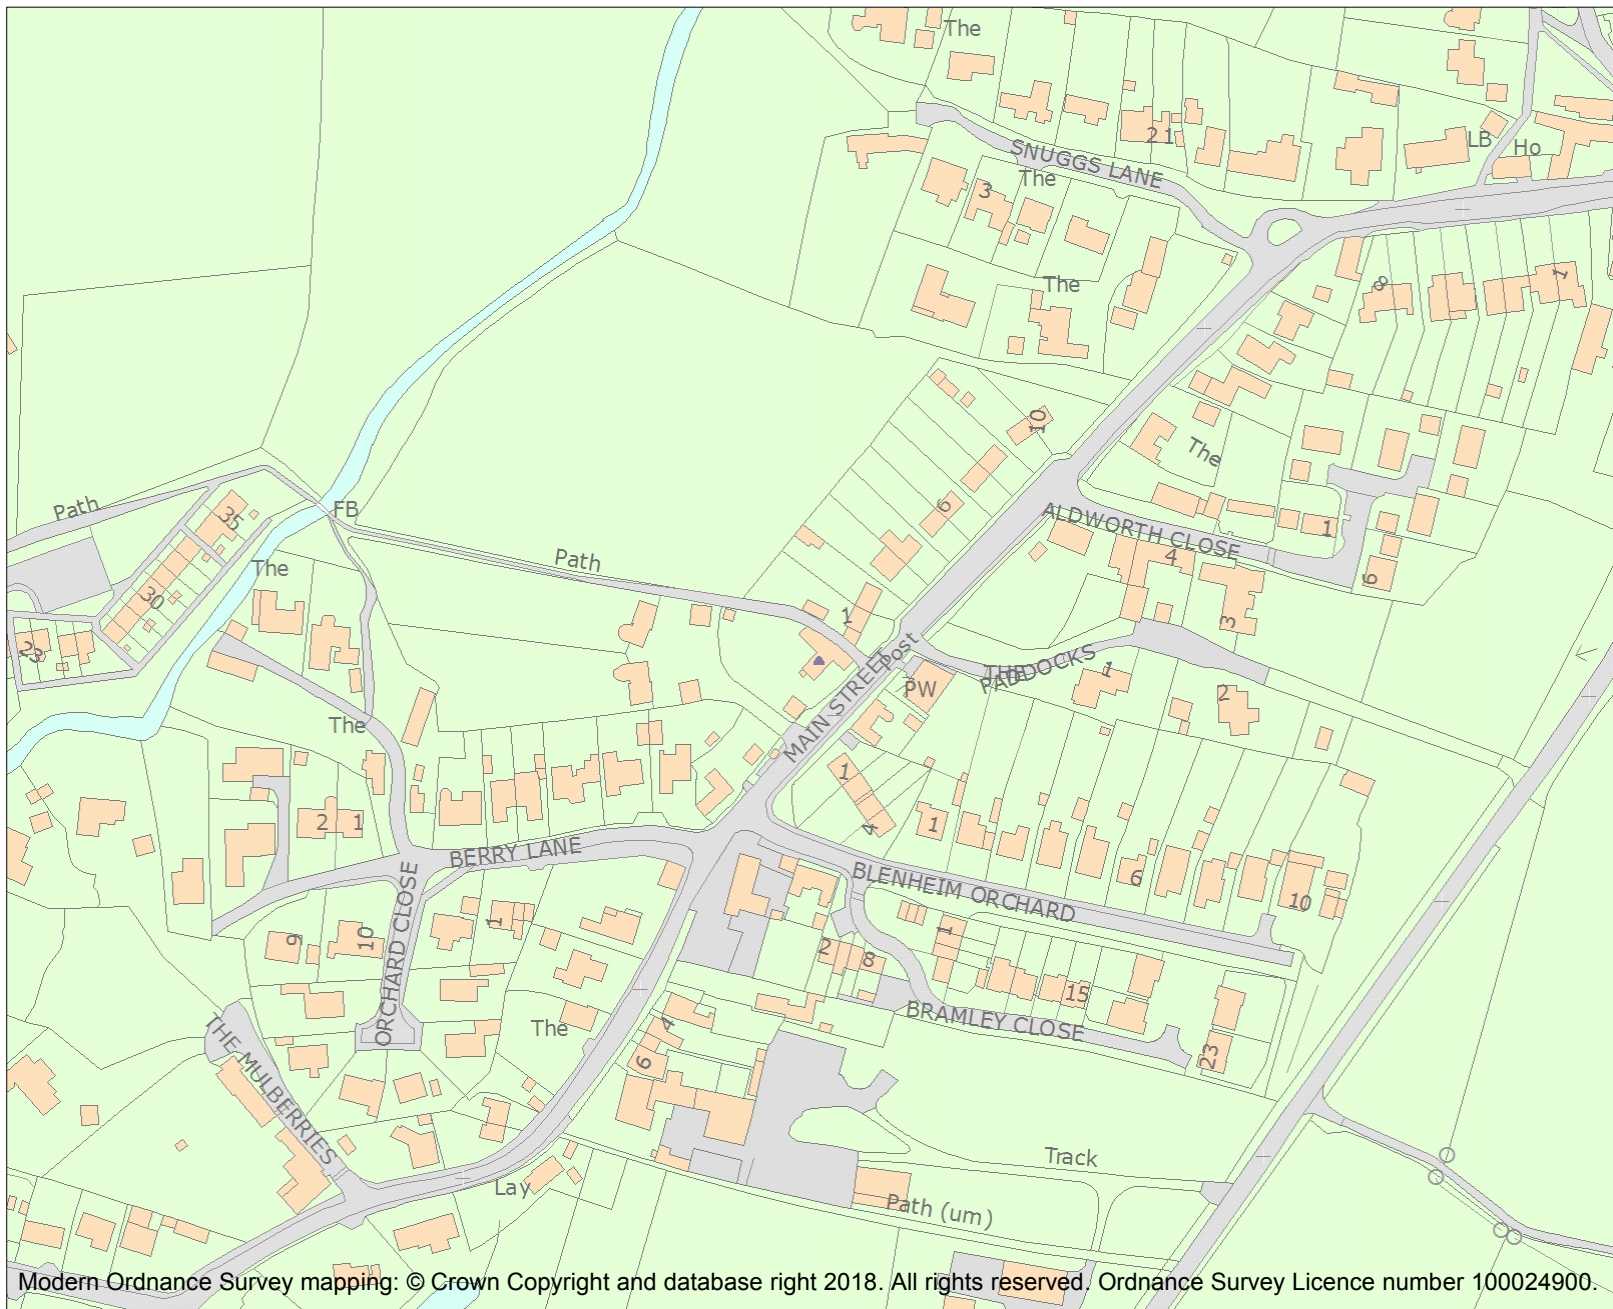 The
21
LB
Ho
SNUGGS LANE
The
3
The
8
1
10
The
6
Path
35
FB
ALDWORTH CLOSE
1
4
6
Path
The
30
1
3
23
Post
THE
PADDOCKS
1
PW
2
The
MAIN STREET
1
2
1
1
4
BERRY LANE
BLENHEIM ORCHARD
6
10
ORCHARD CLOSE
1
9
10
1
2
8
15
BRAMLEY CLOSE
The
4
6
23
THE MULBERRIES
Track
Lay
Path (um)
Modern Ordnance Survey mapping: © Crown Copyright and database right 2018. All rights reserved. Ordnance Survey Licence number 100024900.